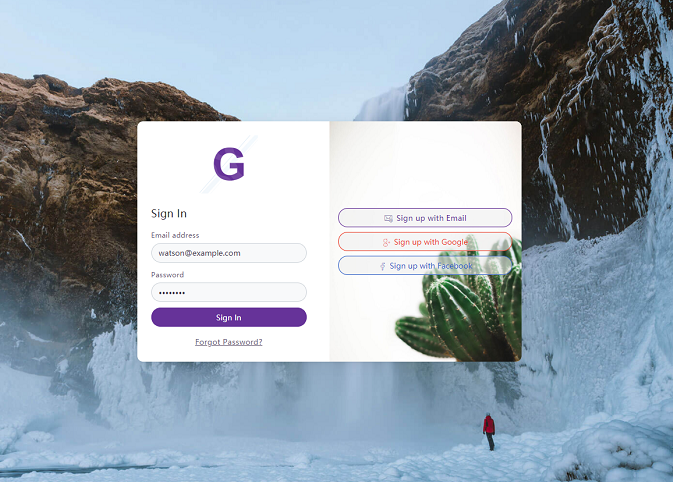 G
Sign In
Email address
watson@example.com
Password
••••••••
Sign In
Forgot Password?
Sign up with Email
Sign up with Google
Sign up with Facebook